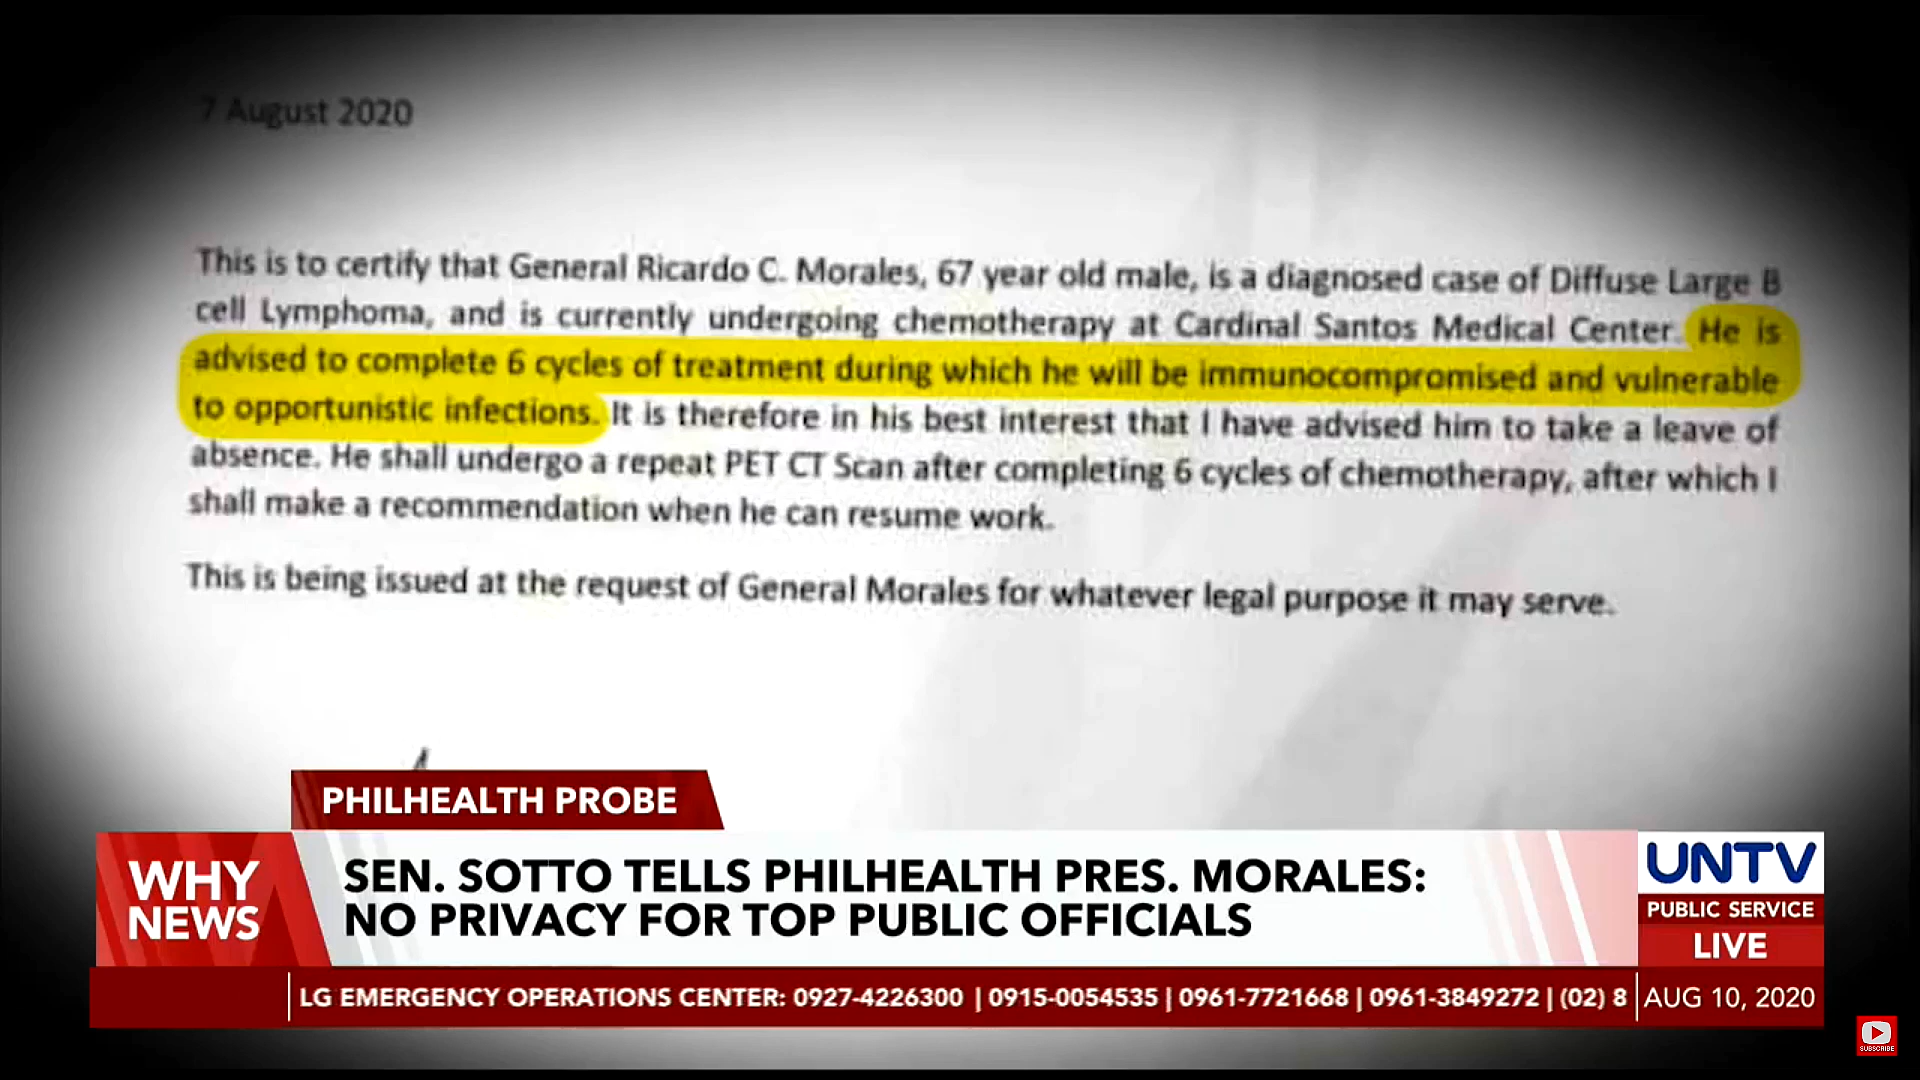 7 August 2020
This is to certify that General Ricardo C. Morales, 67 year old male, is a diagnosed case of Diffuse Large B
cell Lymphoma, and is currently undergoing chemotherapy at Cardinal Santos Medical Center. He is
advised to complete 6 cycles of treatment during which he will be immunocompromised and vulnerable
to opportunistic infections. It is therefore in his best interest that I have advised him to take a leave of
absence. He shall undergo a repeat PET CT Scan after completing 6 cycles of chemotherapy, after which I
shall make a recommendation when he can resume work.
This is being issued at the request of General Morales for whatever legal purpose it may serve.
PHILHEALTH PROBE
WHY
NEWS
SEN. SOTTO TELLS PHILHEALTH PRES. MORALES:
NO PRIVACY FOR TOP PUBLIC OFFICIALS
UNTV
PUBLIC SERVICE
LIVE
LG EMERGENCY OPERATIONS CENTER: 0927-4226300 | 0915-0054535 | 0961-7721668 | 0961-3849272 | (02) 8
AUG 10, 2020
SUBSCRIBE